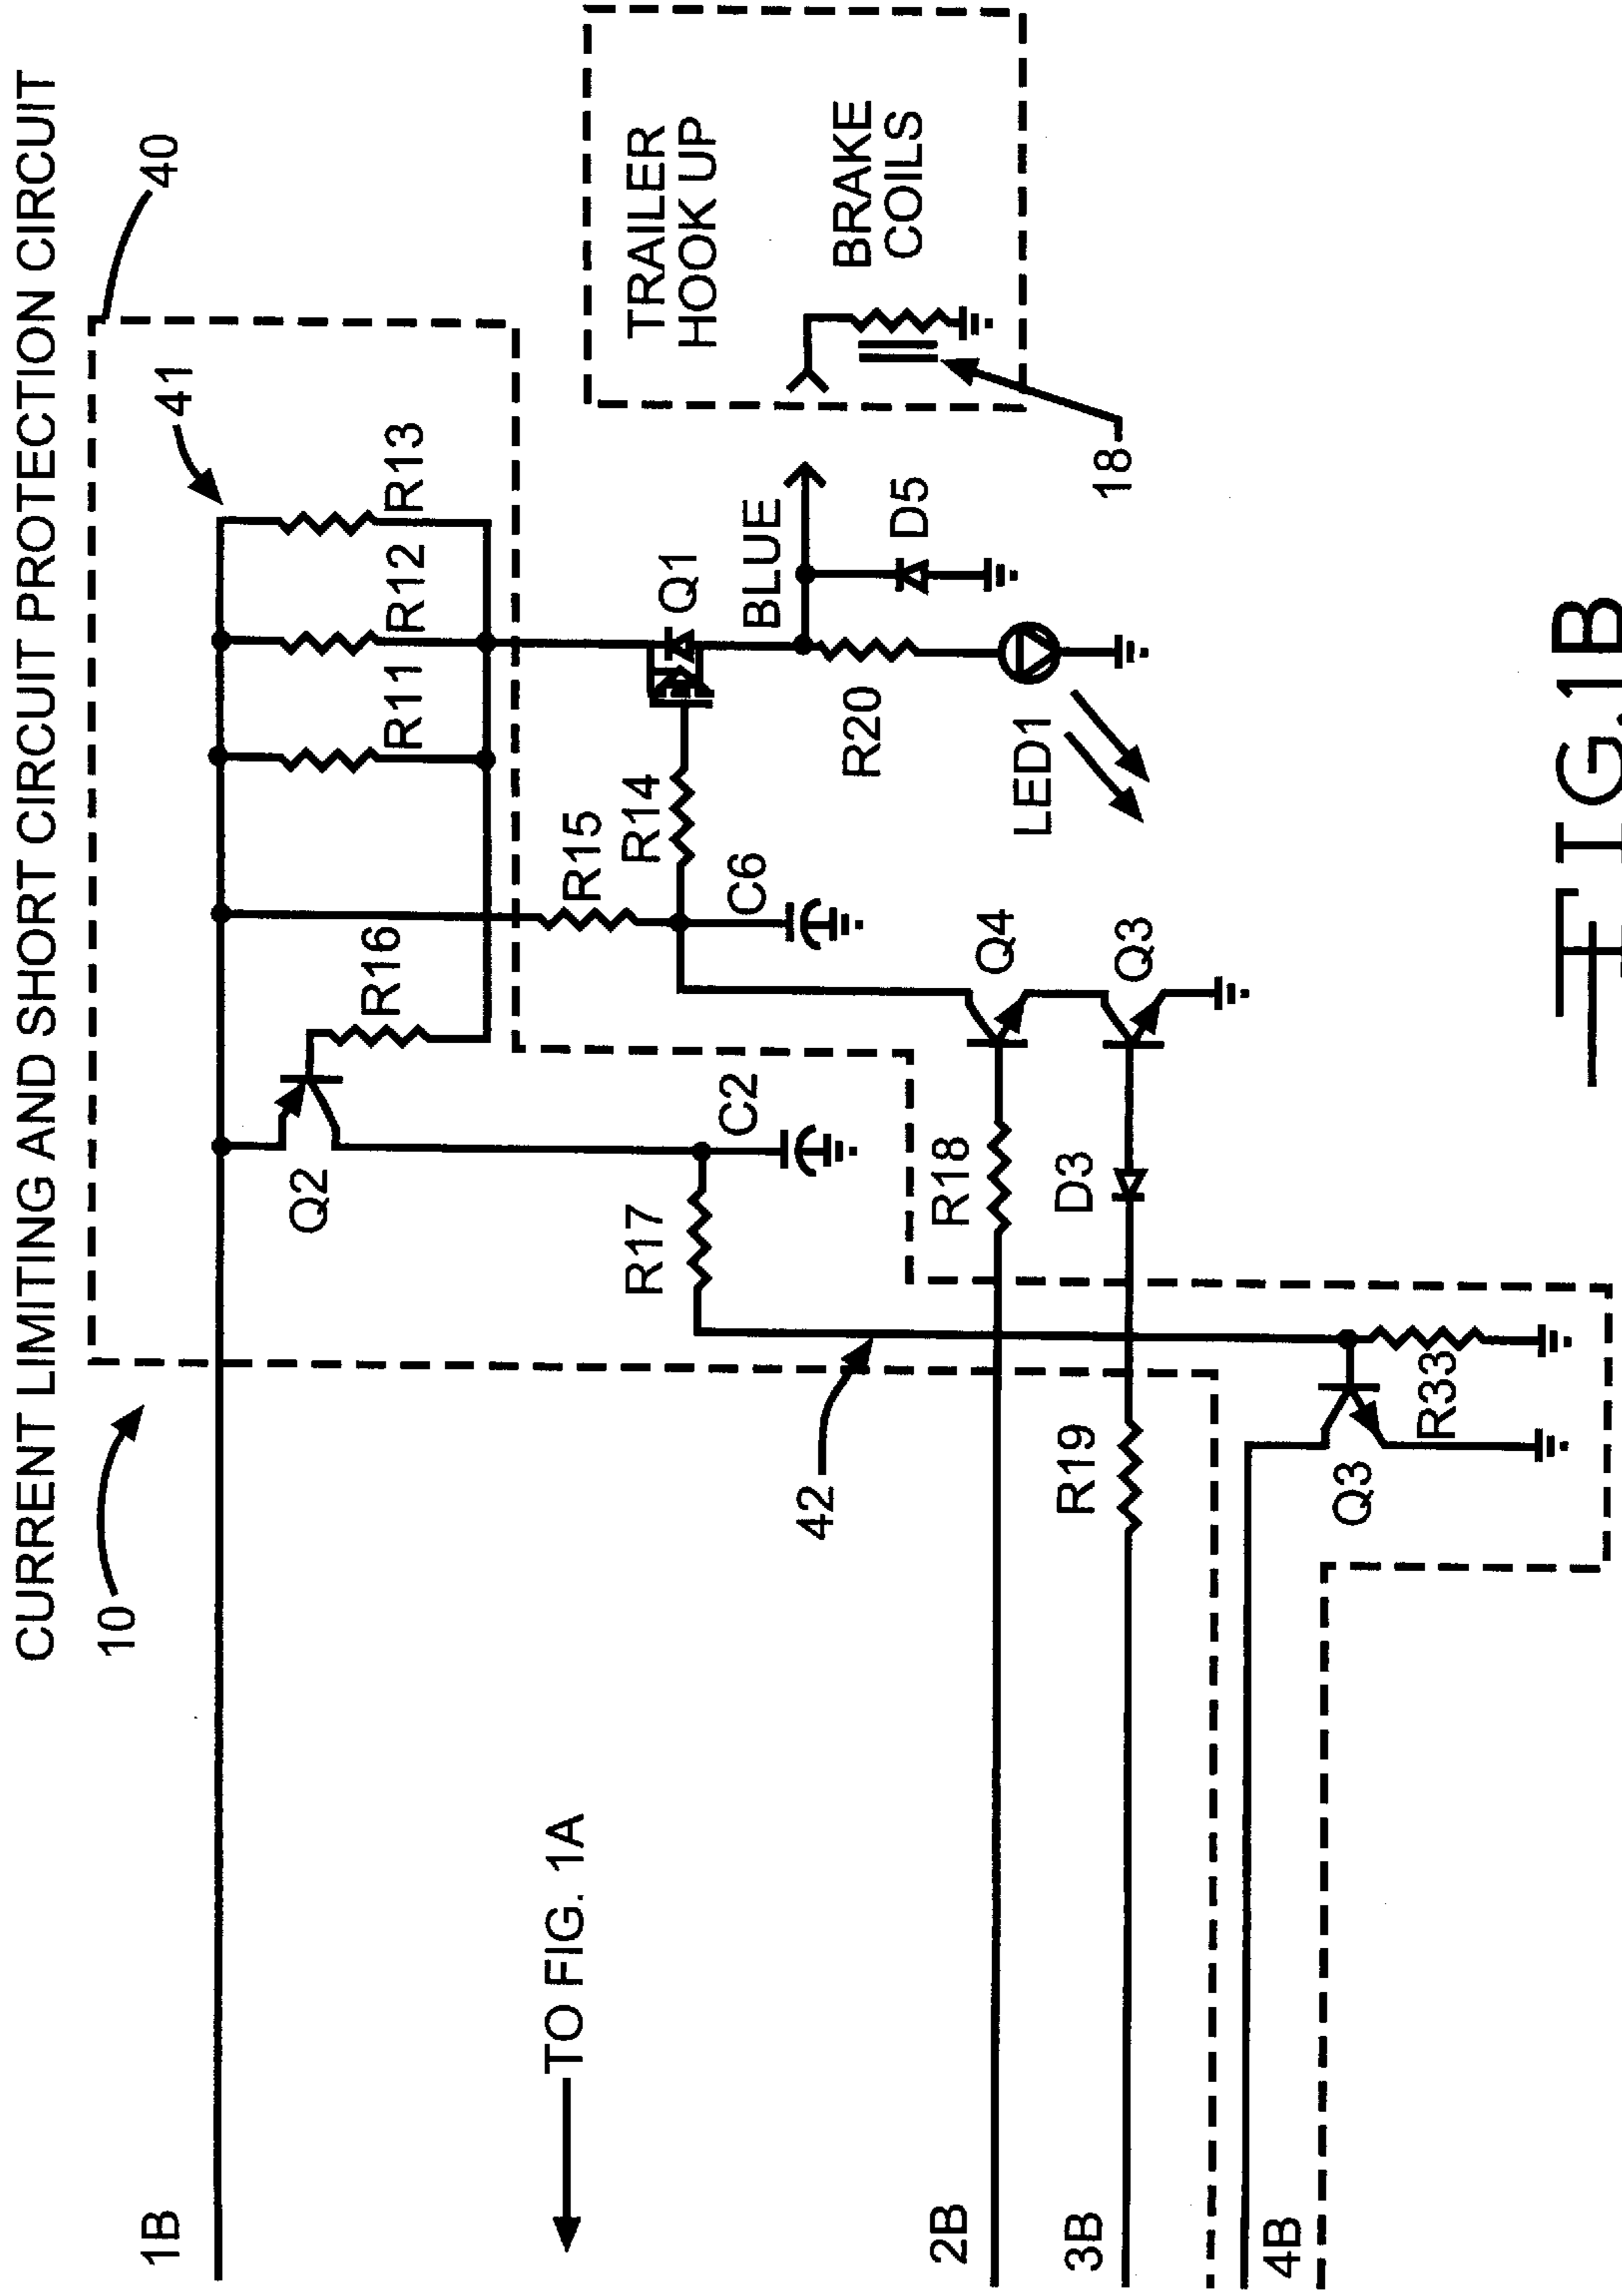 CURRENT LIMITING AND SHORT CIRCUIT PROTECTION CIRCUIT
10
40
1B
41
Q2
R16
R11
R12
R13
TO FIG. 1A
R17
C2
R15
R14
C6
Q1
BLUE
D5
TRAILER
HOOK UP
BRAKE
COILS
18
42
R20
LED1
2B
R18
Q4
3B
R19
D3
Q3
4B
Q3
R33
FIG.1B